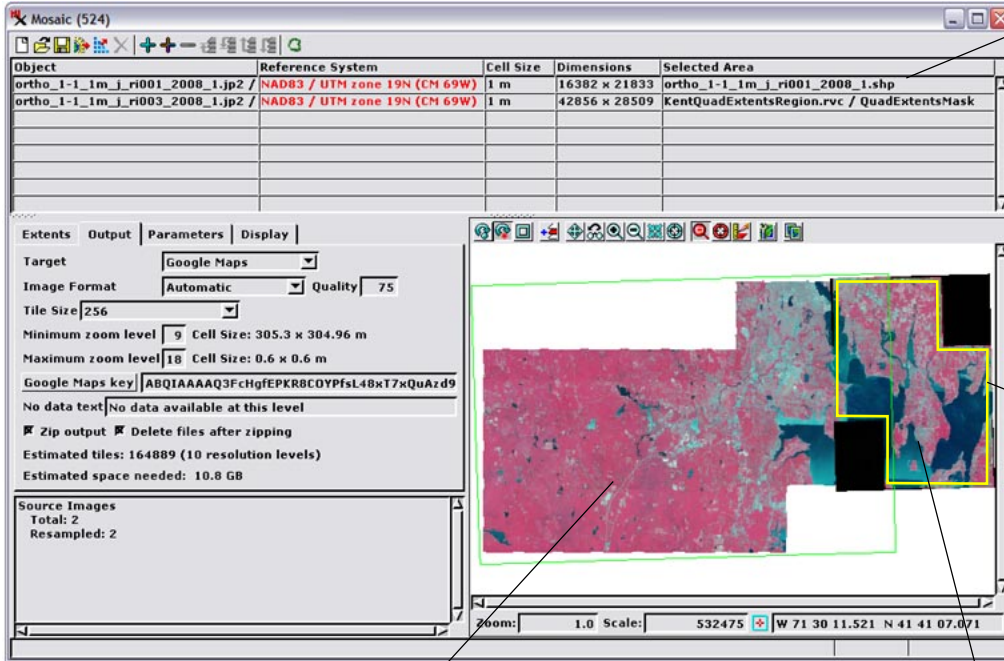 Mosaic (524)
Object Reference System Cell Size Dimensions Selected Area
ortho_1-1_1m_j_ri001_2008_1.jp2 / NAD83 / UTM zone 19N (CM 69W) 1 m 16382 x 21833 ortho_1-1_1m_j_ri001_2008_1.shp
ortho_1-1_1m_j_ri003_2008_1.jp2 / NAD83 / UTM zone 19N (CM 69W) 1 m 42856 x 28509 KentQuadExtentsRegion.rvc / QuadExtentsMask
Extents Output Parameters Display
Target Google Maps
Image Format Automatic Quality 75
Tile Size 256
Minimum zoom level 9 Cell Size: 305.3 x 304.96 m
Maximum zoom level 18 Cell Size: 0.6 x 0.6 m
Google Maps key ABQIAAAAQ3FcHgfEPKR8COYPfsL48xT7xQuAzd9
No data text No data available at this level
Zip output Delete files after zipping
Estimated tiles: 164889 (10 resolution levels)
Estimated space needed: 10.8 GB
Source Images
Total: 2
Resampled: 2
Zoom: 1.0 Scale: 532475 W 71 30 11.521 N 41 41 07.071